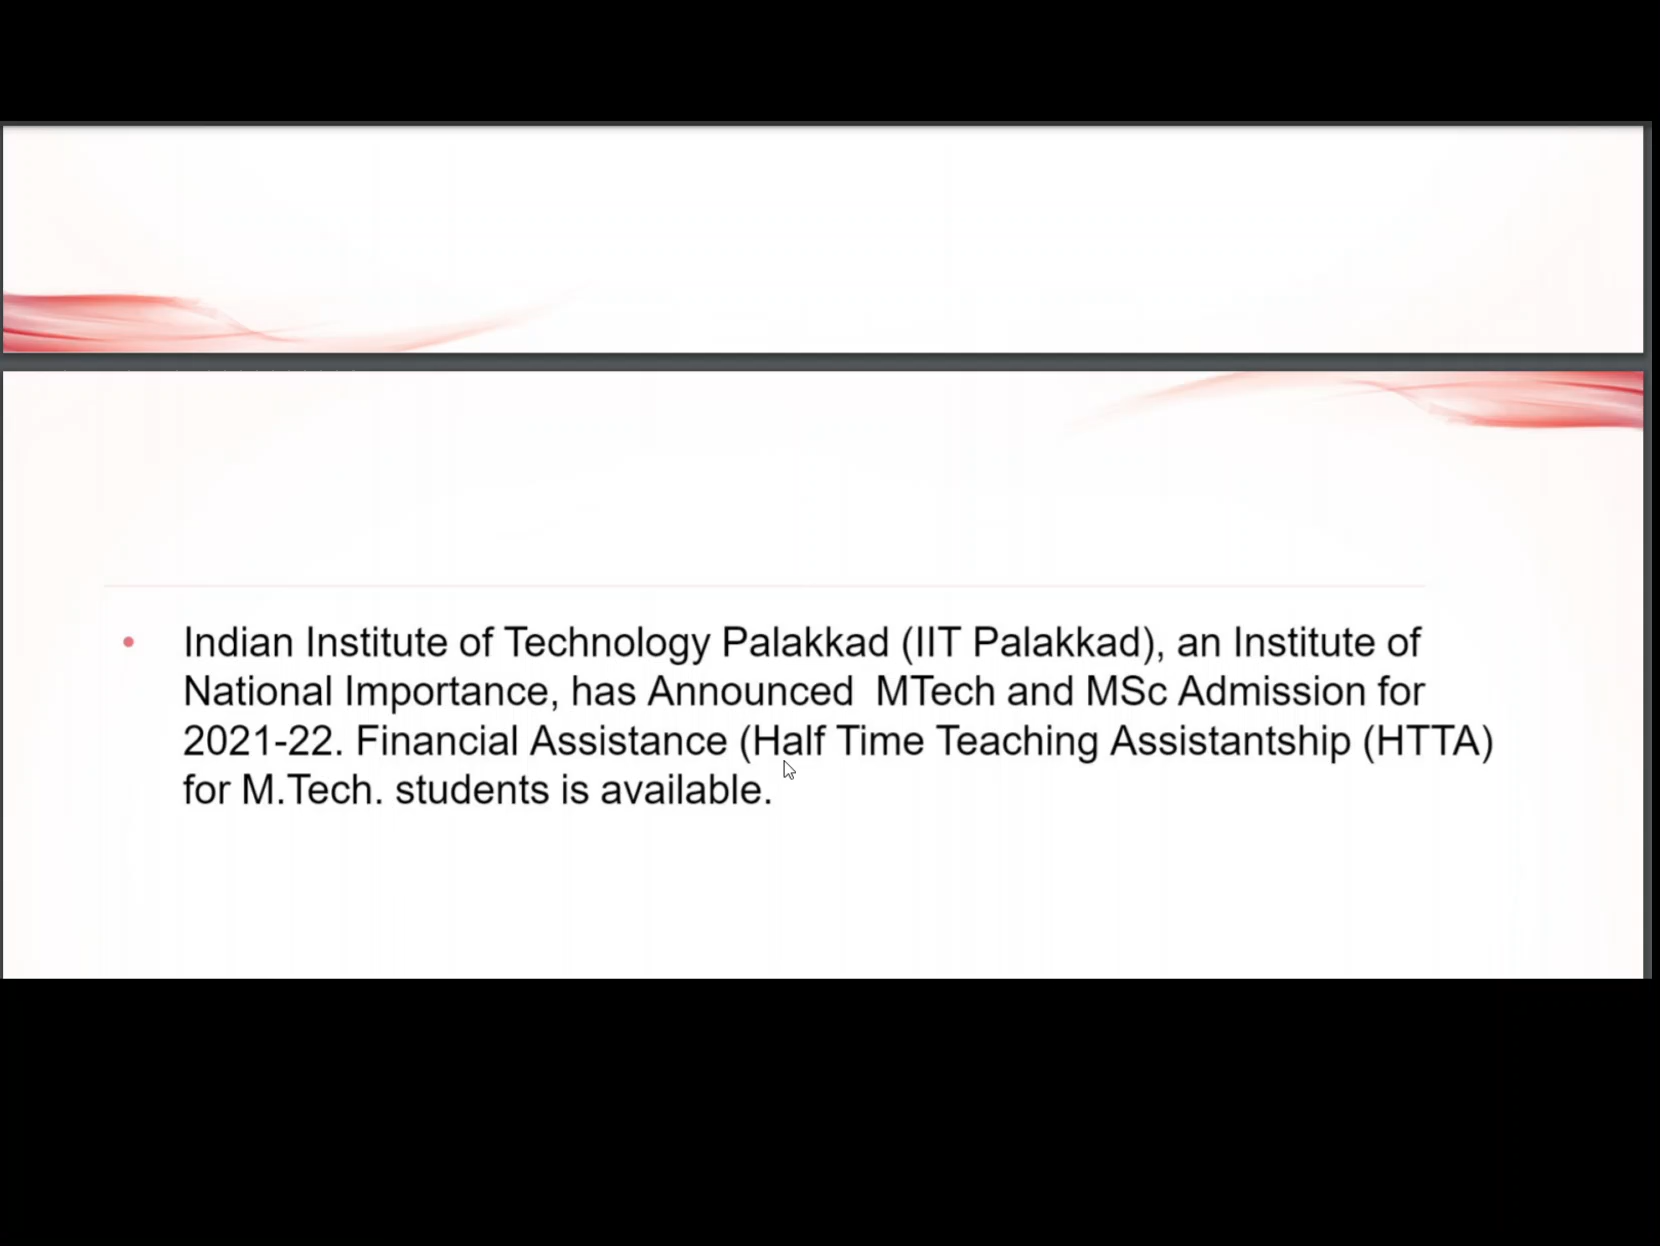 • Indian Institute of Technology Palakkad (IIT Palakkad), an Institute of
National Importance, has Announced  MTech and MSc Admission for
2021-22. Financial Assistance (Half Time Teaching Assistantship (HTTA)
for M.Tech. students is available.